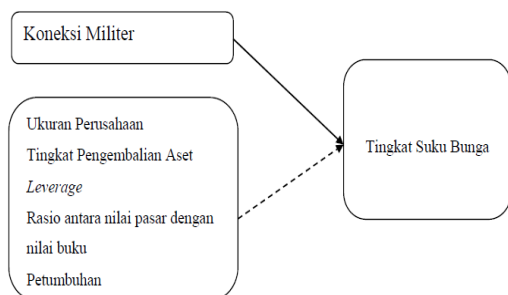 Koneksi Militer
Ukuran Perusahaan
Tingkat Pengembalian Aset
Leverage
Rasio antara nilai pasar dengan
nilai buku
Petumbuhan
Tingkat Suku Bunga